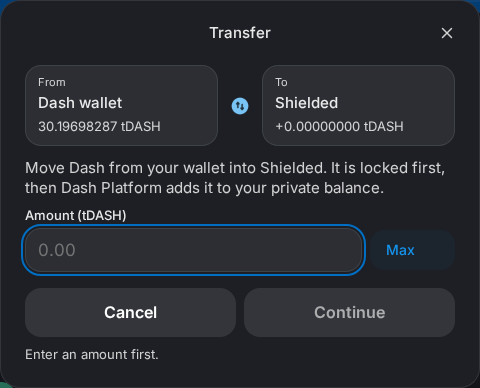 Transfer
From
Dash wallet
30.19698287 tDASH
To
Shielded
+0.00000000 tDASH
Move Dash from your wallet into Shielded. It is locked first,
then Dash Platform adds it to your private balance.
Amount (tDASH)
0.00
Max
Cancel
Continue
Enter an amount first.